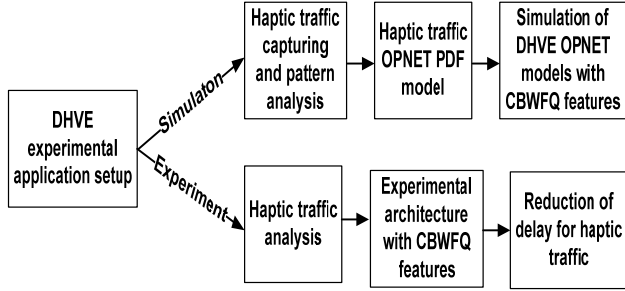 Haptic traffic
capturing
and pattern
analysis
Haptic traffic
OPNET PDF
model
Simulation of
DHVE OPNET
models with
CBWFQ features
Simulaton
DHVE
experimental
application setup
Experiment
Haptic traffic
analysis
Experimental
architecture
with CBWFQ
features
Reduction of
delay for haptic
traffic